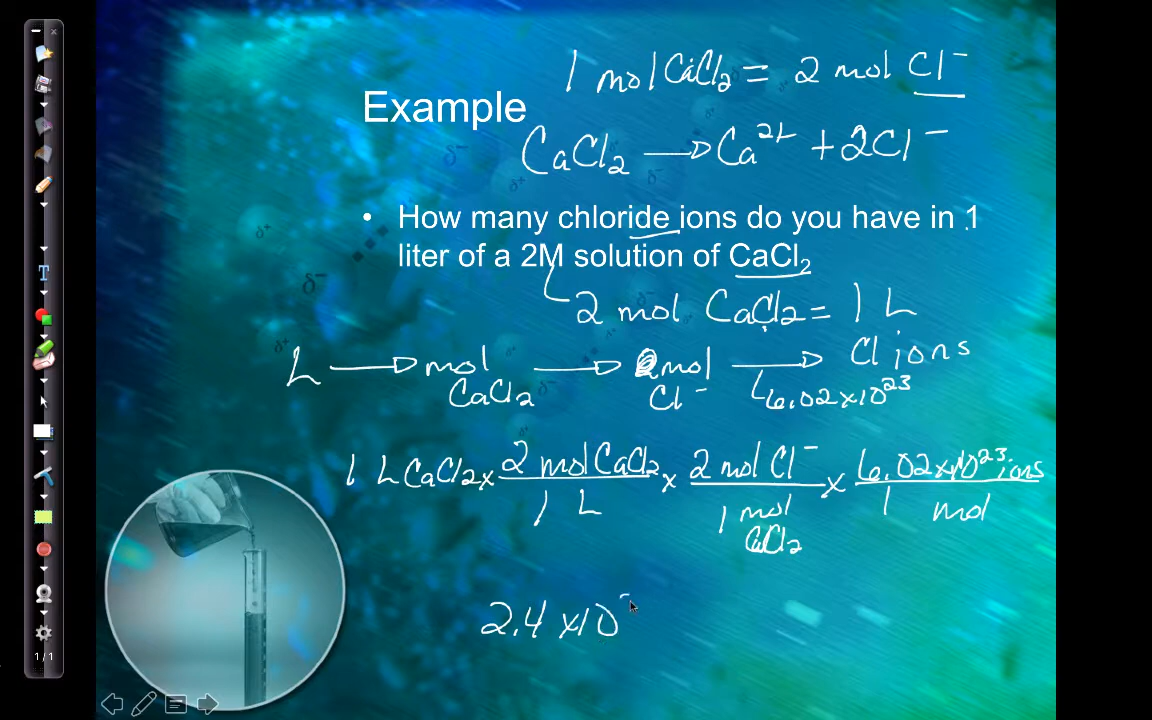 1 mol CaCl2 = 2 mol Cl⁻
Example
CaCl2 → Ca²⁺ + 2Cl⁻
• How many chloride ions do you have in 1
liter of a 2M solution of CaCl₂
2 mol CaCl2 = 1 L
L → mol CaCl2 → mol Cl⁻ → Cl ions
6.02x10²³
1 L CaCl2 x 2 mol CaCl2 / 1 L x 2 mol Cl⁻ / 1 mol CaCl2 x 6.02x10²³ ions / 1 mol
2.4 x10
T
1/1
δ⁻
δ⁺
δ⁺
δ⁻
δ⁺
δ⁻
δ⁺